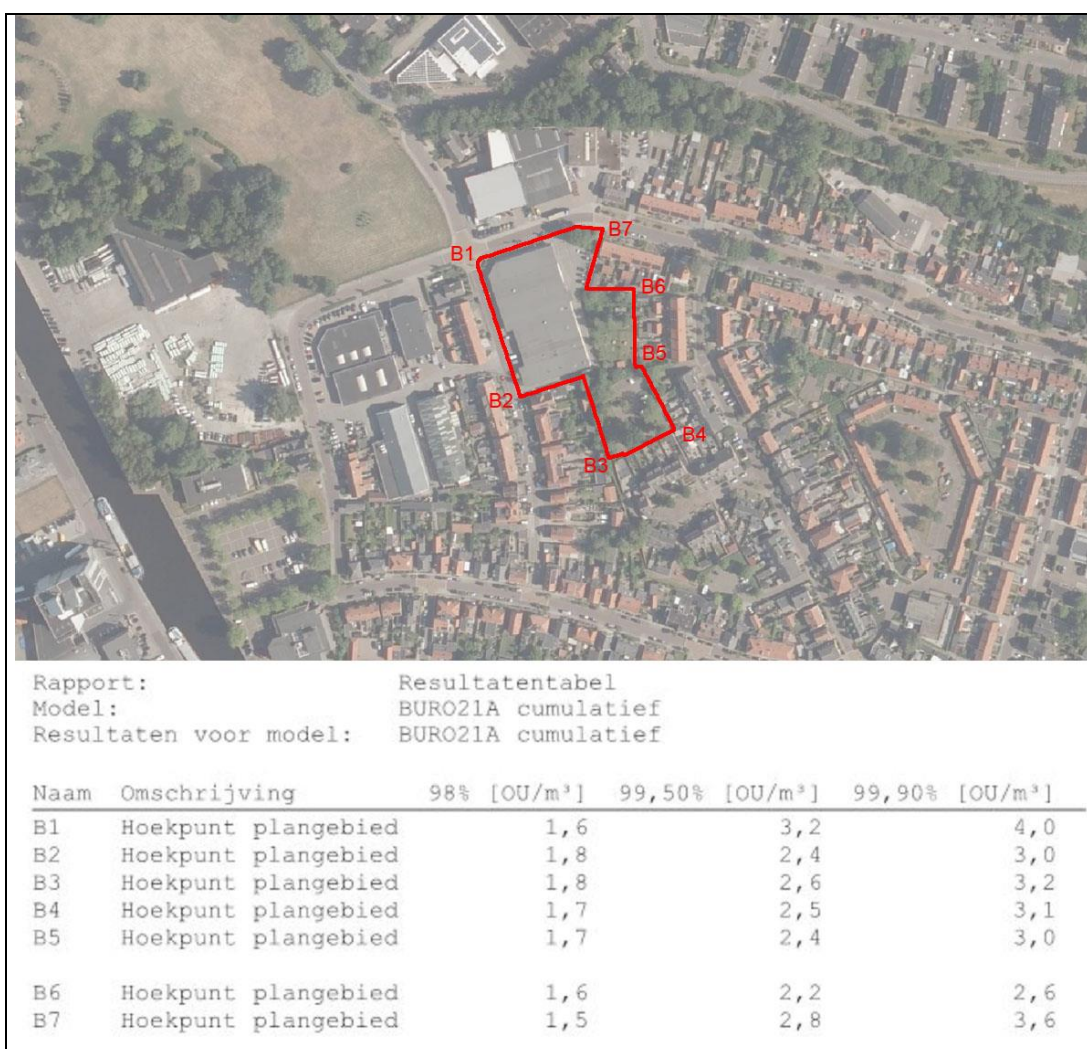 B7
B1
B6
B5
B2
B4
B3
Rapport: Resultatentabel
Model: BURO21A cumulatief
Resultaten voor model: BURO21A cumulatief
Naam Omschrijving 98% [OU/m³] 99,50% [OU/m³] 99,90% [OU/m³]
B1 Hoekpunt plangebied 1,6 3,2 4,0
B2 Hoekpunt plangebied 1,8 2,4 3,0
B3 Hoekpunt plangebied 1,8 2,6 3,2
B4 Hoekpunt plangebied 1,7 2,5 3,1
B5 Hoekpunt plangebied 1,7 2,4 3,0
B6 Hoekpunt plangebied 1,6 2,2 2,6
B7 Hoekpunt plangebied 1,5 2,8 3,6